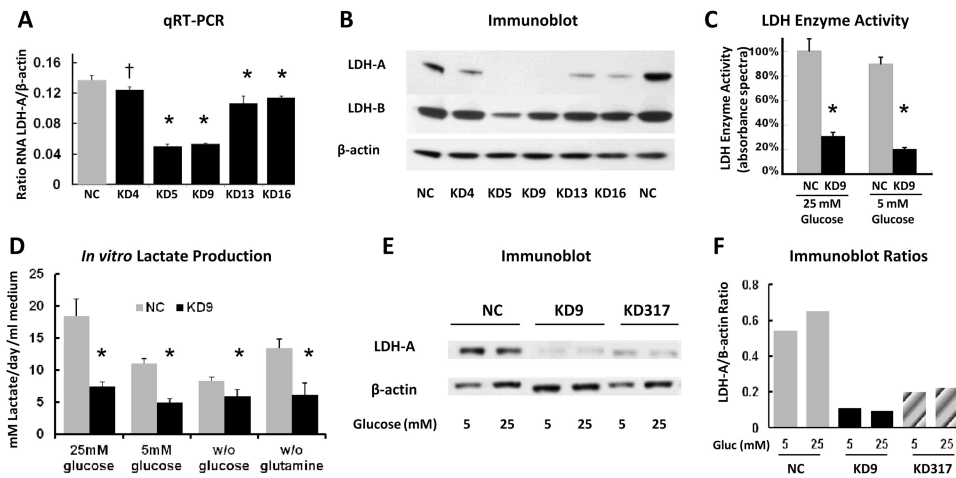 A
qRT-PCR
Ratio RNA LDH-A/β-actin
0.16
0.12
0.08
0.04
0
†
*
*
*
*
NC KD4 KD5 KD9 KD13 KD16
B
Immunoblot
LDH-A
LDH-B
β-actin
NC KD4 KD5 KD9 KD13 KD16 NC
C
LDH Enzyme Activity
LDH Enzyme Activity
(absorbance spectra)
100%
80%
60%
40%
20%
0%
*
*
NC KD9 NC KD9
25 mM 5 mM
Glucose Glucose
D
In vitro Lactate Production
mM Lactate/day/ml medium
25
20
15
10
5
0
NC KD9
*
*
*
*
25mM 5mM w/o w/o
glucose glucose glucose glutamine
E
Immunoblot
NC KD9 KD317
LDH-A
β-actin
Glucose (mM) 5 25 5 25 5 25
F
Immunoblot Ratios
LDH-A/B-actin Ratio
0.8
0.6
0.4
0.2
0
Gluc (mM) 5 25 5 25 5 25
NC KD9 KD317